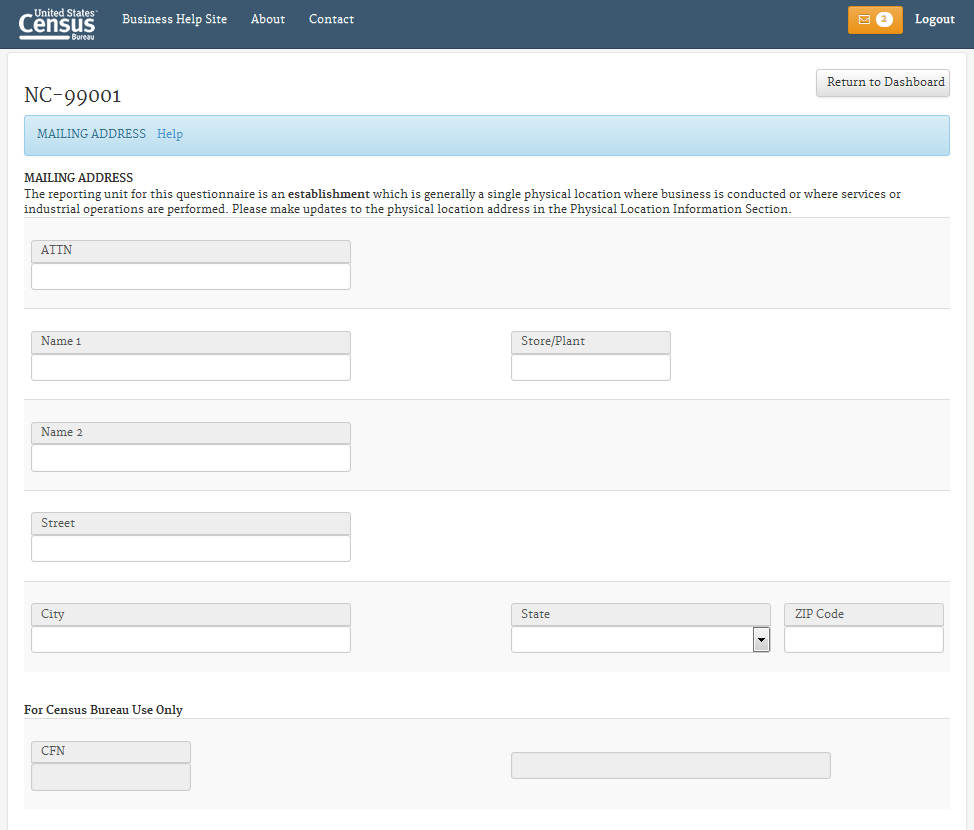 United States®
Census
Bureau
Business Help Site
About
Contact
2
Logout
Return to Dashboard
NC-99001
MAILING ADDRESS Help
MAILING ADDRESS
The reporting unit for this questionnaire is an establishment which is generally a single physical location where business is conducted or where services or
industrial operations are performed. Please make updates to the physical location address in the Physical Location Information Section.
ATTN
Name 1
Store/Plant
Name 2
Street
City
State
ZIP Code
For Census Bureau Use Only
CFN